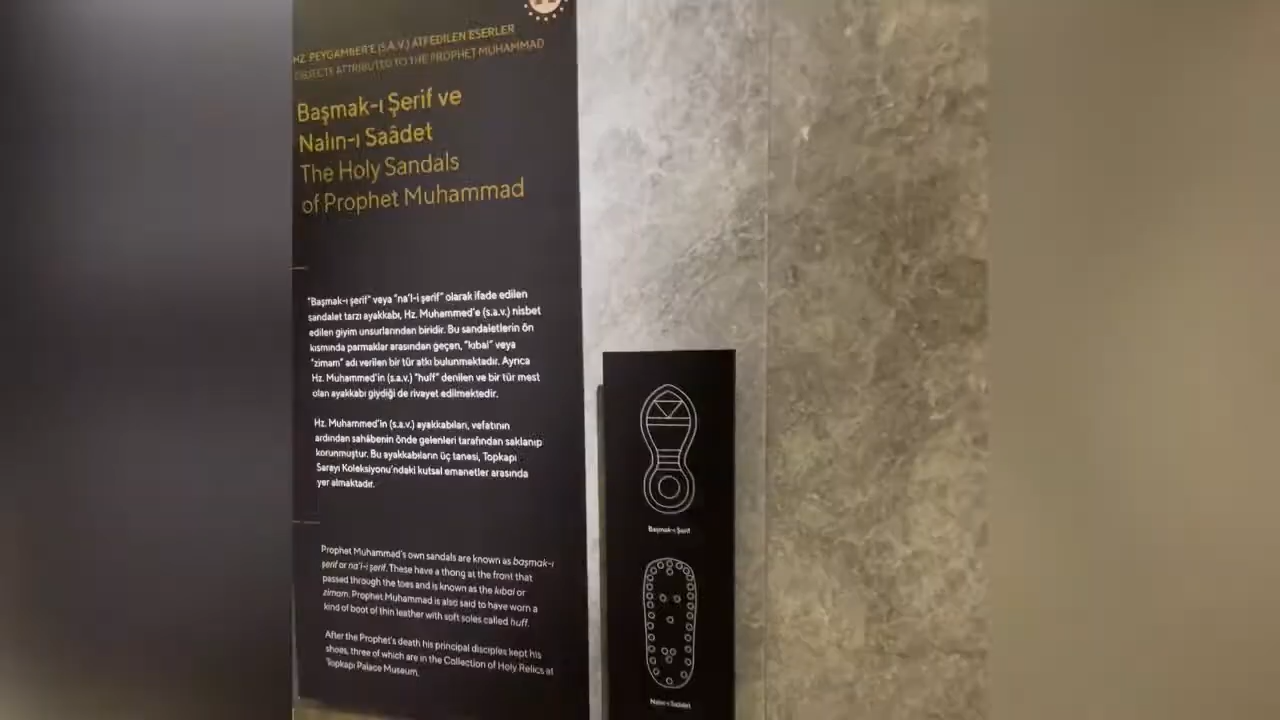 HZ. PEYGAMBER'E (S.A.V.) ATFEDİLEN ESERLER
OBJECTS ATTRIBUTED TO THE PROPHET MUHAMMAD
Başmak-ı Şerif ve
Nalın-ı Saâdet
The Holy Sandals
of Prophet Muhammad
"Başmak-ı şerif" veya "na'l-i şerif" olarak ifade edilen
sandalet tarzı ayakkabı, Hz. Muhammed'e (s.a.v.) nisbet
edilen giyim unsurlarından biridir. Bu sandaletlerin ön
kısmında parmaklar arasından geçen, "kıbal" veya
"zimam" adı verilen bir tür atkı bulunmaktadır. Ayrıca
Hz. Muhammed'in (s.a.v.) "huff" denilen ve bir tür mest
olan ayakkabı giydiği de rivayet edilmektedir.
Hz. Muhammed'in (s.a.v.) ayakkabıları, vefatının
ardından sahâbenin önde gelenleri tarafından saklanıp
korunmuştur. Bu ayakkabıların üç tanesi, Topkapı
Sarayı Koleksiyonu'ndaki kutsal emanetler arasında
yer almaktadır.
Prophet Muhammad's own sandals are known as başmak-ı
şerif or na'l-i şerif. These have a thong at the front that
passed through the toes and is known as the kıbal or
zimam. Prophet Muhammad is also said to have worn a
kind of boot of thin leather with soft soles called huff.
After the Prophet's death his principal disciples kept his
shoes, three of which are in the Collection of Holy Relics at
Topkapı Palace Museum.
Başmak-ı Şerif
Nalın-ı Saâdet